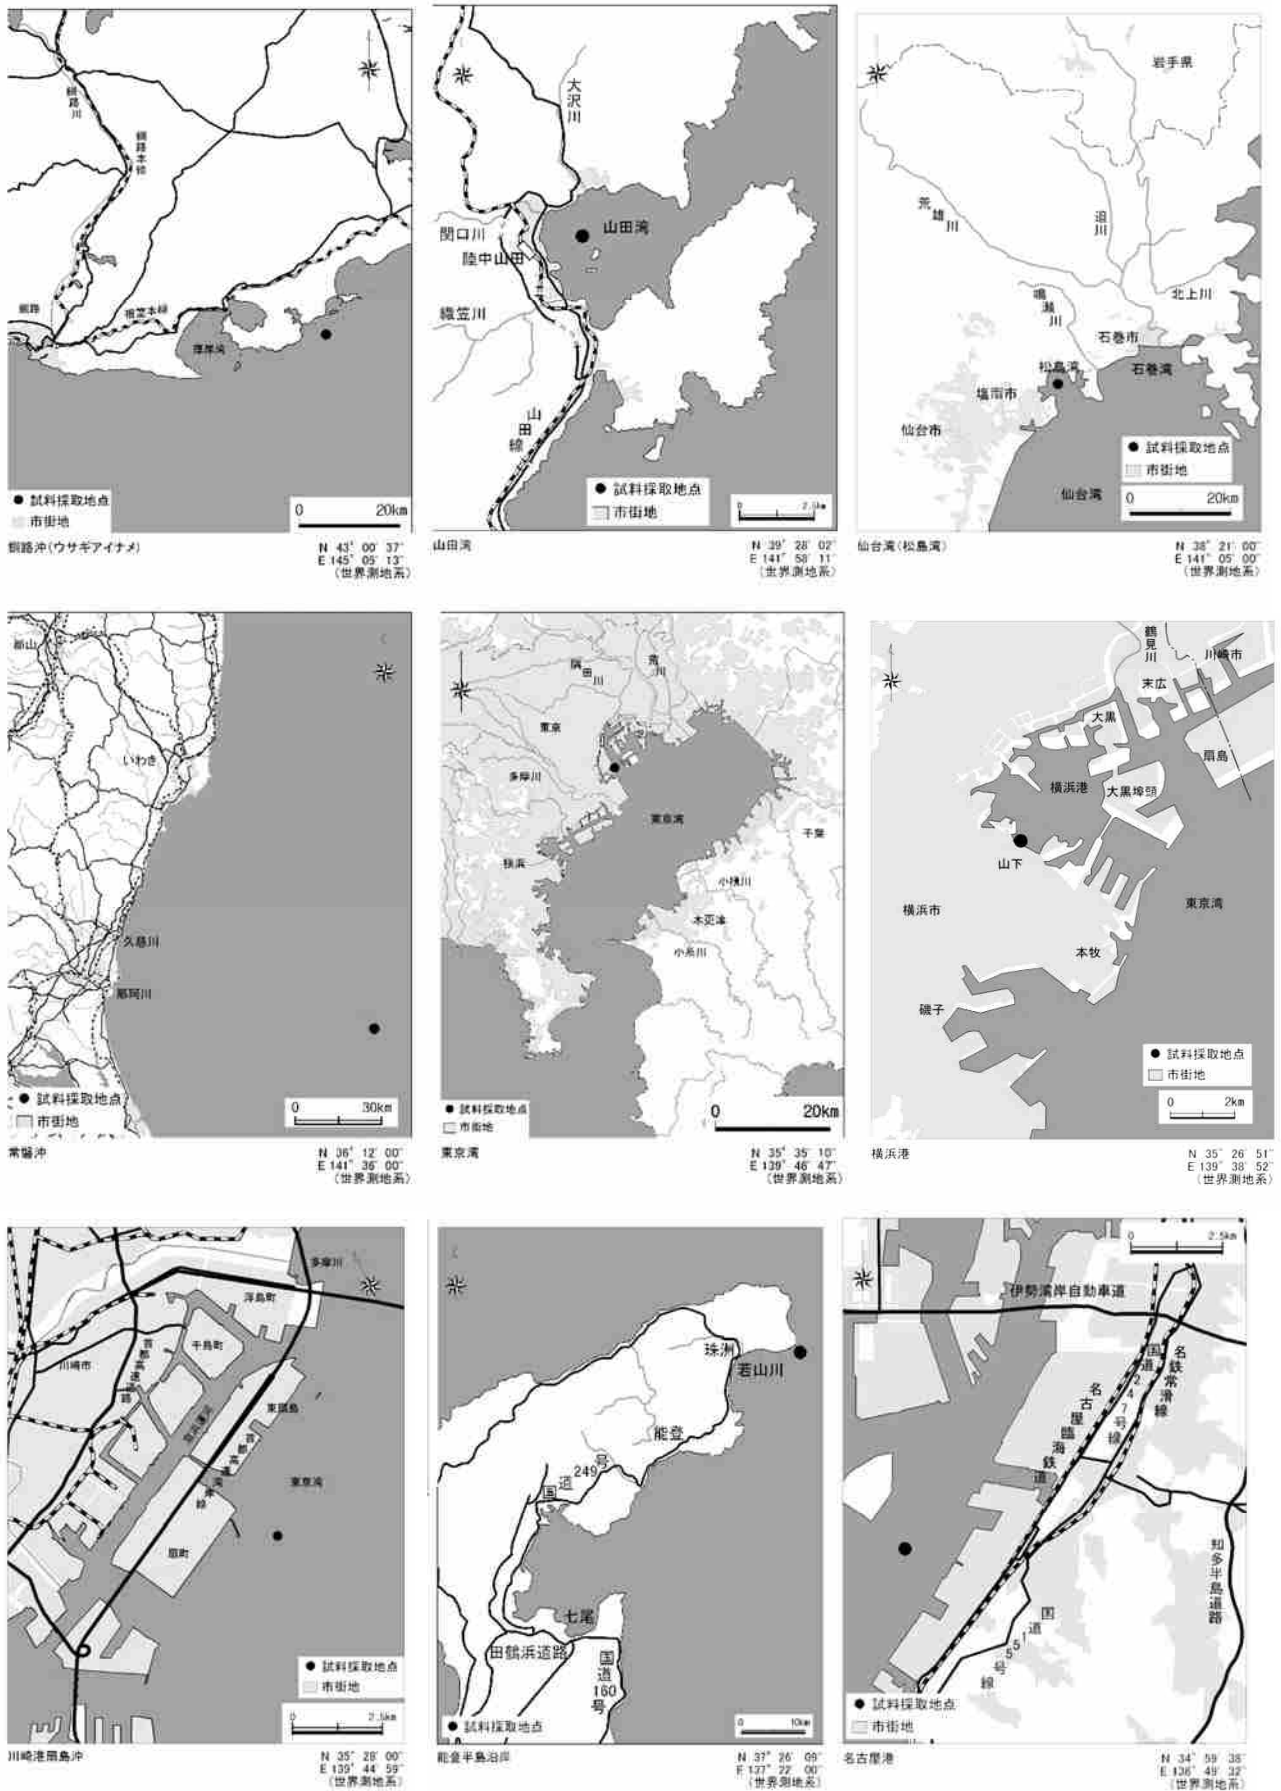 釧路川
釧路本線
釧路
根室本線
厚岸湾
● 試料採取地点
市街地
0 20km
釧路沖(ウサギアイナメ)
N 43° 00' 37"
E 145° 05' 13"
(世界測地系)
大沢川
山田湾
関口川
陸中山田
織笠川
山田線
● 試料採取地点
市街地
0 2.5km
山田湾
N 39° 28' 02"
E 141° 58' 11"
(世界測地系)
岩手県
荒雄川
迫川
鳴瀬川
北上川
石巻市
松島湾
石巻湾
塩竈市
仙台市
● 試料採取地点
市街地
仙台湾
0 20km
仙台湾(松島湾)
N 38° 21' 00"
E 141° 05' 00"
(世界測地系)
郡山
いわき
久慈川
那珂川
● 試料採取地点
市街地
0 30km
常磐沖
N 36° 12' 00"
E 141° 36' 00"
(世界測地系)
隅田川
荒川
東京
多摩川
東京湾
千葉
横浜
小櫃川
木更津
小糸川
● 試料採取地点
市街地
0 20km
東京湾
N 35° 35' 10"
E 139° 46' 47"
(世界測地系)
鶴見川
川崎市
末広
大黒
扇島
横浜港
大黒埠頭
山下
横浜市
東京湾
本牧
磯子
● 試料採取地点
市街地
0 2km
横浜港
N 35° 26' 51"
E 139° 38' 52"
(世界測地系)
多摩川
浮島町
千鳥町
川崎市
首都高速道路
京浜運河
東扇島
首都高速湾岸線
東京湾
扇町
● 試料採取地点
市街地
0 2.5km
川崎港扇島沖
N 35° 28' 00"
E 139° 44' 59"
(世界測地系)
珠洲
若山川
能登
国道249号
七尾
田鶴浜道路
国道160号
● 試料採取地点
0 10km
能登半島沿岸
N 37° 26' 09"
E 137° 22' 00"
(世界測地系)
0 2.5km
伊勢湾岸自動車道
国道247号線
名鉄常滑線
名古屋臨海鉄道
知多半島道路
国道551号線
● 試料採取地点
市街地
名古屋港
N 34° 59' 38"
E 136° 49' 32"
(世界測地系)